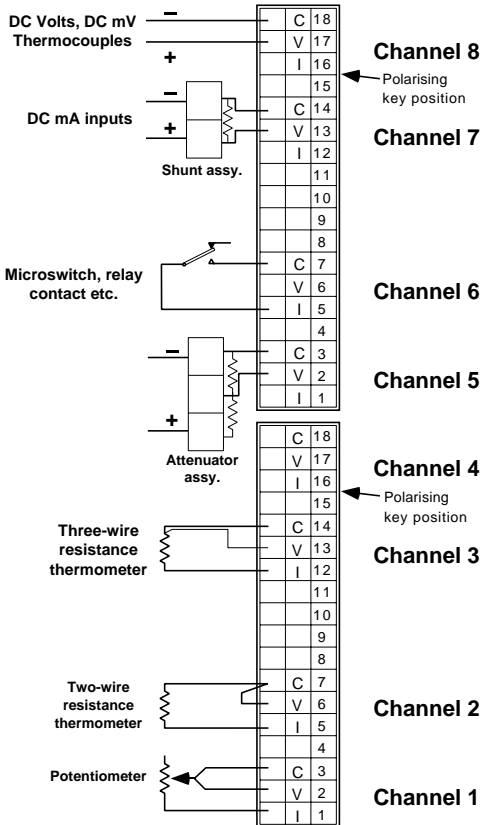 − C 18
DC Volts, DC mV
V 17
Thermocouples
+ I 16
Channel 8
15
Polarising
key position
− C 14
DC mA inputs
+ V 13
Channel 7
I 12
Shunt assy.
11
10
9
8
C 7
Microswitch, relay
contact etc.
V 6
Channel 6
I 5
4
− C 3
V 2
Channel 5
+ I 1
Attenuator
assy.
C 18
V 17
Channel 4
I 16
15
Polarising
key position
C 14
Three-wire
resistance
thermometer
V 13
Channel 3
I 12
11
10
9
8
C 7
Two-wire
resistance
thermometer
V 6
Channel 2
I 5
4
C 3
Potentiometer
V 2
Channel 1
I 1